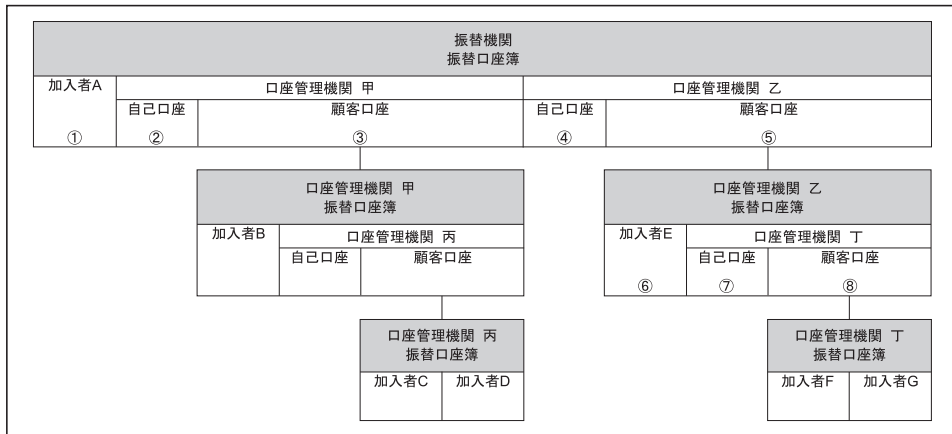 振替機関
振替口座簿
加入者A
口座管理機関 甲
口座管理機関 乙
自己口座
顧客口座
自己口座
顧客口座
①
②
③
④
⑤
口座管理機関 甲
振替口座簿
口座管理機関 乙
振替口座簿
加入者B
口座管理機関 丙
加入者E
口座管理機関 丁
自己口座
顧客口座
自己口座
顧客口座
⑥
⑦
⑧
口座管理機関 丙
振替口座簿
口座管理機関 丁
振替口座簿
加入者C
加入者D
加入者F
加入者G